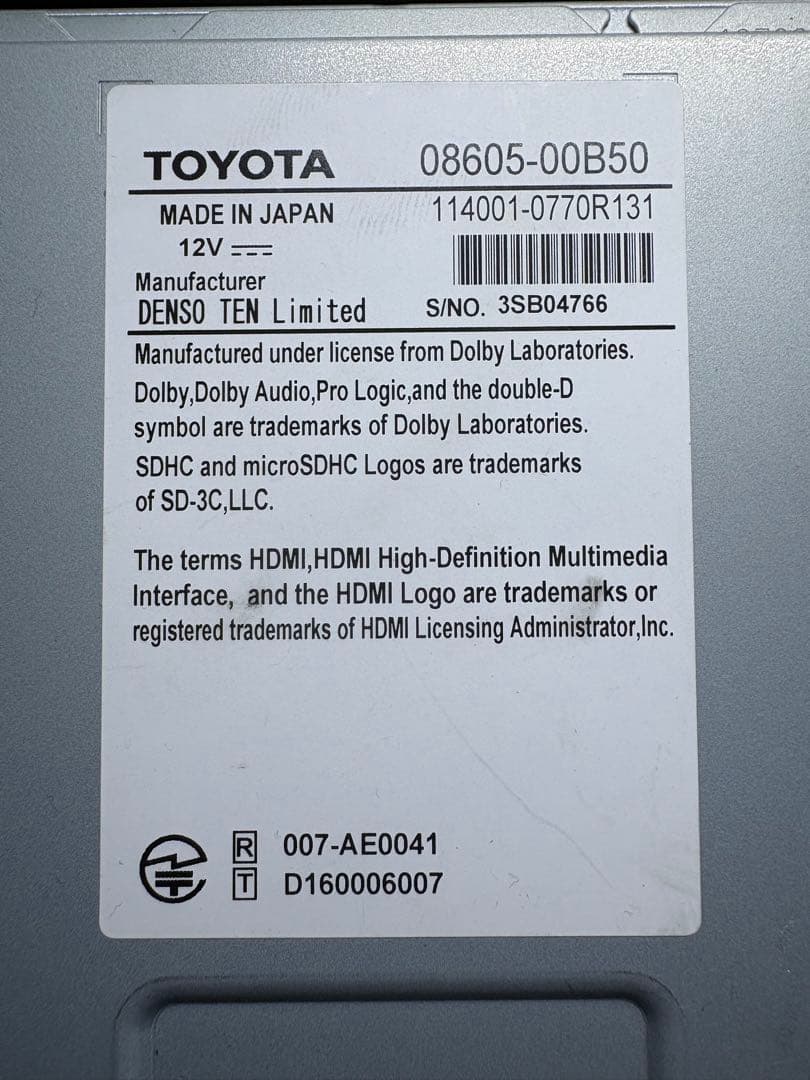 TOYOTA 08605-00B50
MADE IN JAPAN 114001-0770R131
12V
Manufacturer
DENSO TEN Limited S/NO. 3SB04766
Manufactured under license from Dolby Laboratories.
Dolby,Dolby Audio,Pro Logic,and the double-D
symbol are trademarks of Dolby Laboratories.
SDHC and microSDHC Logos are trademarks
of SD-3C,LLC.
The terms HDMI,HDMI High-Definition Multimedia
Interface, and the HDMI Logo are trademarks or
registered trademarks of HDMI Licensing Administrator,Inc.
R 007-AE0041
T D160006007